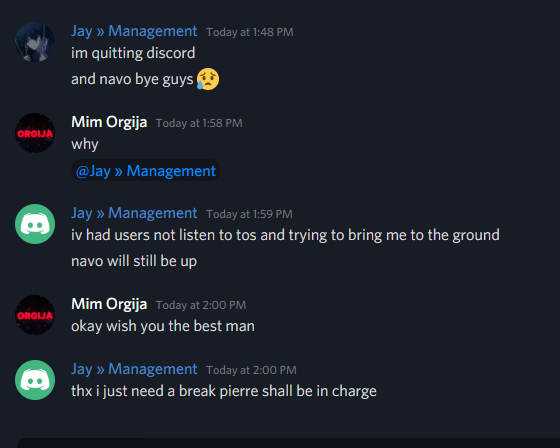 Jay » Management Today at 1:48 PM
im quitting discord
and navo bye guys 😥
ORGIJA
Mim Orgija Today at 1:58 PM
why
@Jay » Management
Jay » Management Today at 1:59 PM
iv had users not listen to tos and trying to bring me to the ground
navo will still be up
ORGIJA
Mim Orgija Today at 2:00 PM
okay wish you the best man
Jay » Management Today at 2:00 PM
thx i just need a break pierre shall be in charge